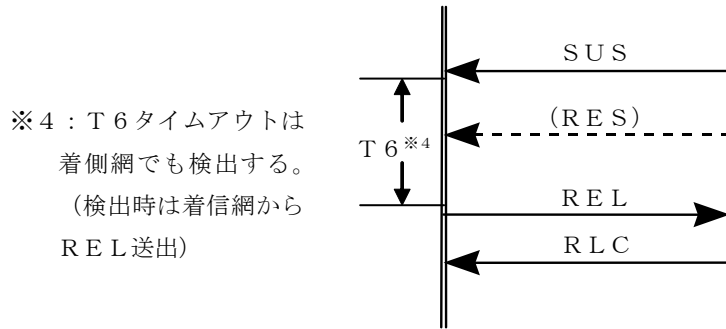 ※４：Ｔ６タイムアウトは
着側網でも検出する。
（検出時は着信網から
ＲＥＬ送出）
ＳＵＳ
（ＲＥＳ）
Ｔ６※４
ＲＥＬ
ＲＬＣ